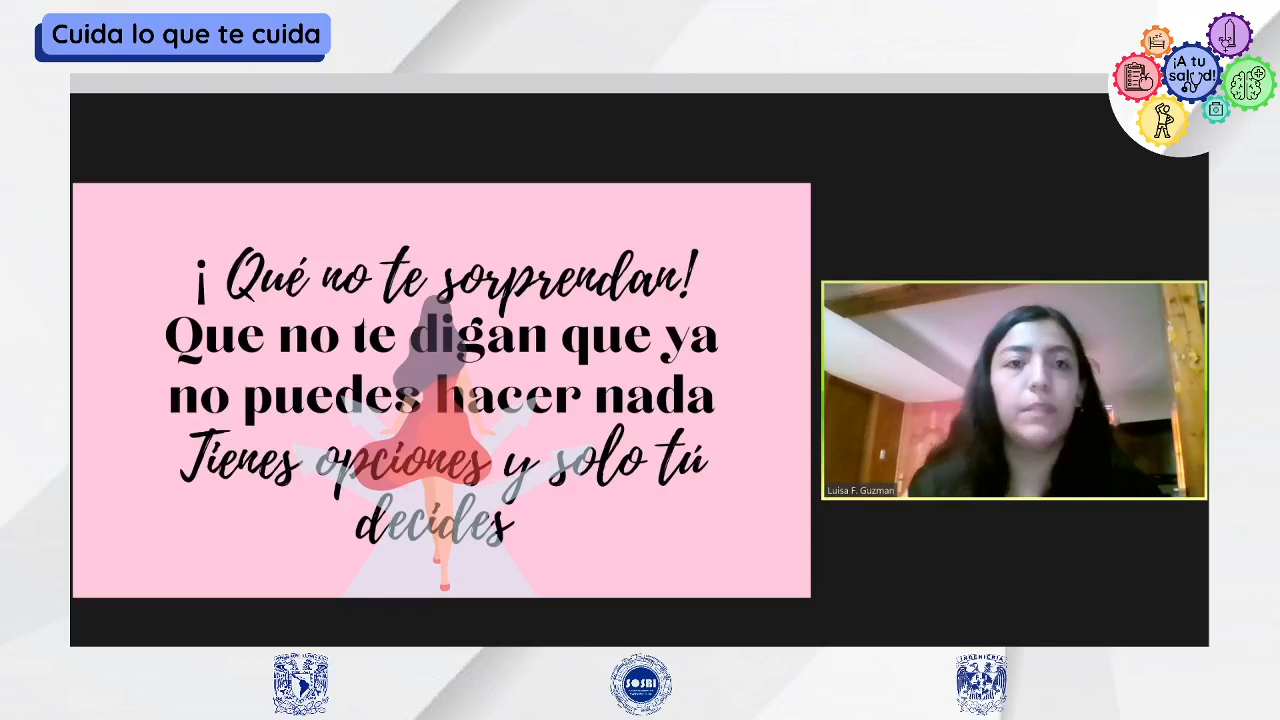 Cuida lo que te cuida
¡A tu
salud!
¡ Qué no te sorprendan!
Que no te digan que ya
no puedes hacer nada
Tienes opciones y solo tú
decides
Luisa F. Guzman
SOSBI
INGENIERIA